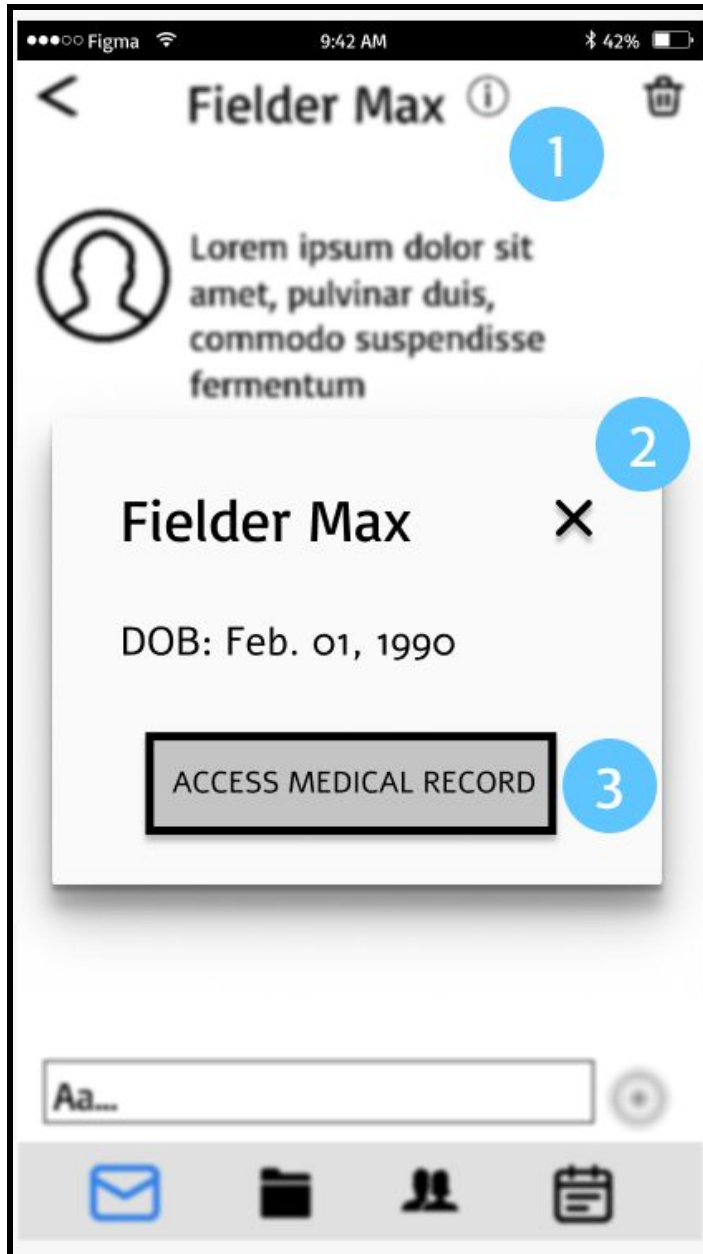 Figma 9:42 AM 42%
Fielder Max
1
Lorem ipsum dolor sit
amet, pulvinar duis,
commodo suspendisse
fermentum
2
Fielder Max
DOB: Feb. 01, 1990
ACCESS MEDICAL RECORD
3
Aa...